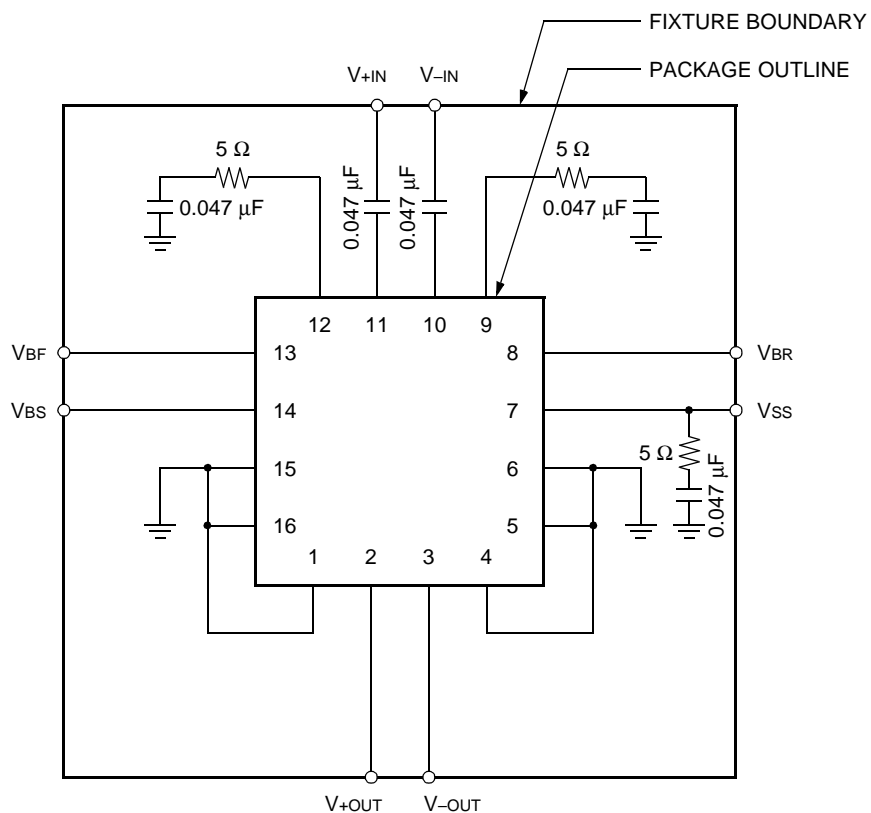 FIXTURE BOUNDARY
PACKAGE OUTLINE
V+IN
V–IN
5 Ω
0.047 µF
0.047 µF
0.047 µF
5 Ω
0.047 µF
12
11
10
9
VBF
13
8
VBR
VBS
14
7
VSS
5 Ω
0.047 µF
15
6
16
5
1
2
3
4
V+OUT
V–OUT